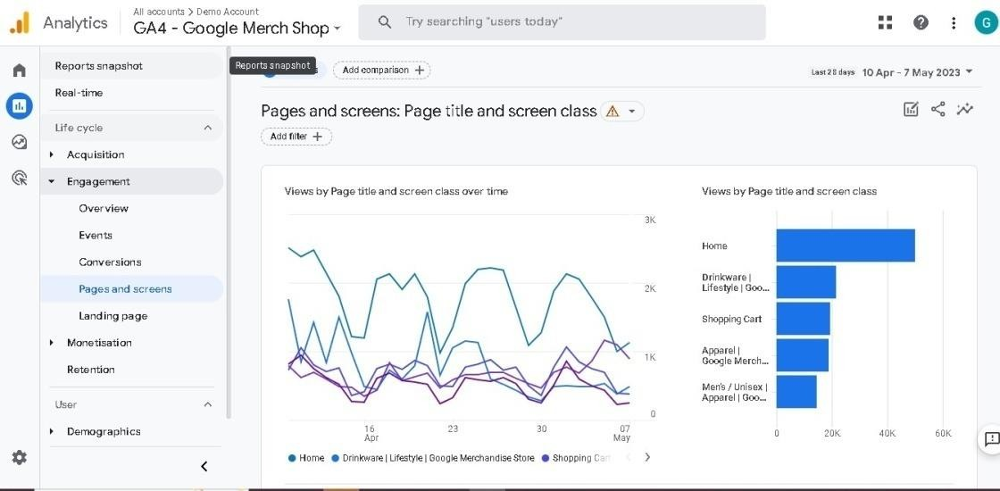 Analytics
All accounts > Demo Account
GA4 - Google Merch Shop
Try searching "users today"
G
Reports snapshot
Real-time
Life cycle
Acquisition
Engagement
Overview
Events
Conversions
Pages and screens
Landing page
Monetisation
Retention
User
Demographics
Reports snapshot
Add comparison +
Last 28 days 10 Apr - 7 May 2023
Pages and screens: Page title and screen class
Add filter +
Views by Page title and screen class over time
3K
2K
1K
0
16
Apr
23
30
07
May
Home Drinkware | Lifestyle | Google Merchandise Store Shopping Cart
Views by Page title and screen class
Home
Drinkware |
Lifestyle | Goo...
Shopping Cart
Apparel |
Google Merch...
Men's / Unisex |
Apparel | Goo...
0 20K 40K 60K